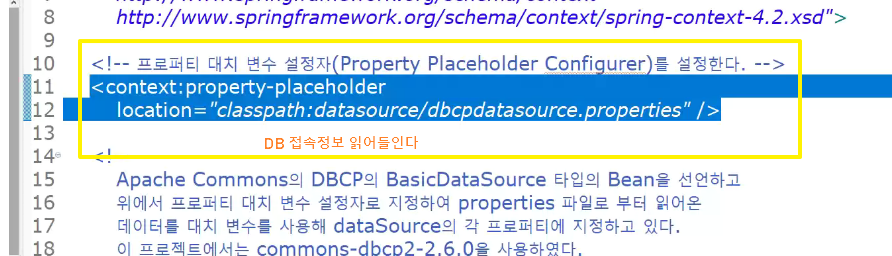 http://www.springframework.org/schema/context
8 http://www.springframework.org/schema/context/spring-context-4.2.xsd">
9
10 <!-- 프로퍼티 대치 변수 설정자(Property Placeholder Configurer)를 설정한다. -->
11 <context:property-placeholder
12 location="classpath:datasource/dbcpdatasource.properties" />
13
DB 접속정보 읽어들인다
14 <!
15 Apache Commons의 DBCP의 BasicDataSource 타입의 Bean을 선언하고
16 위에서 프로퍼티 대치 변수 설정자로 지정하여 properties 파일로 부터 읽어온
17 데이터를 대치 변수를 사용해 dataSource의 각 프로퍼티에 지정하고 있다.
18 이 프로젝트에서는 commons-dbcp2-2.6.0을 사용하였다.